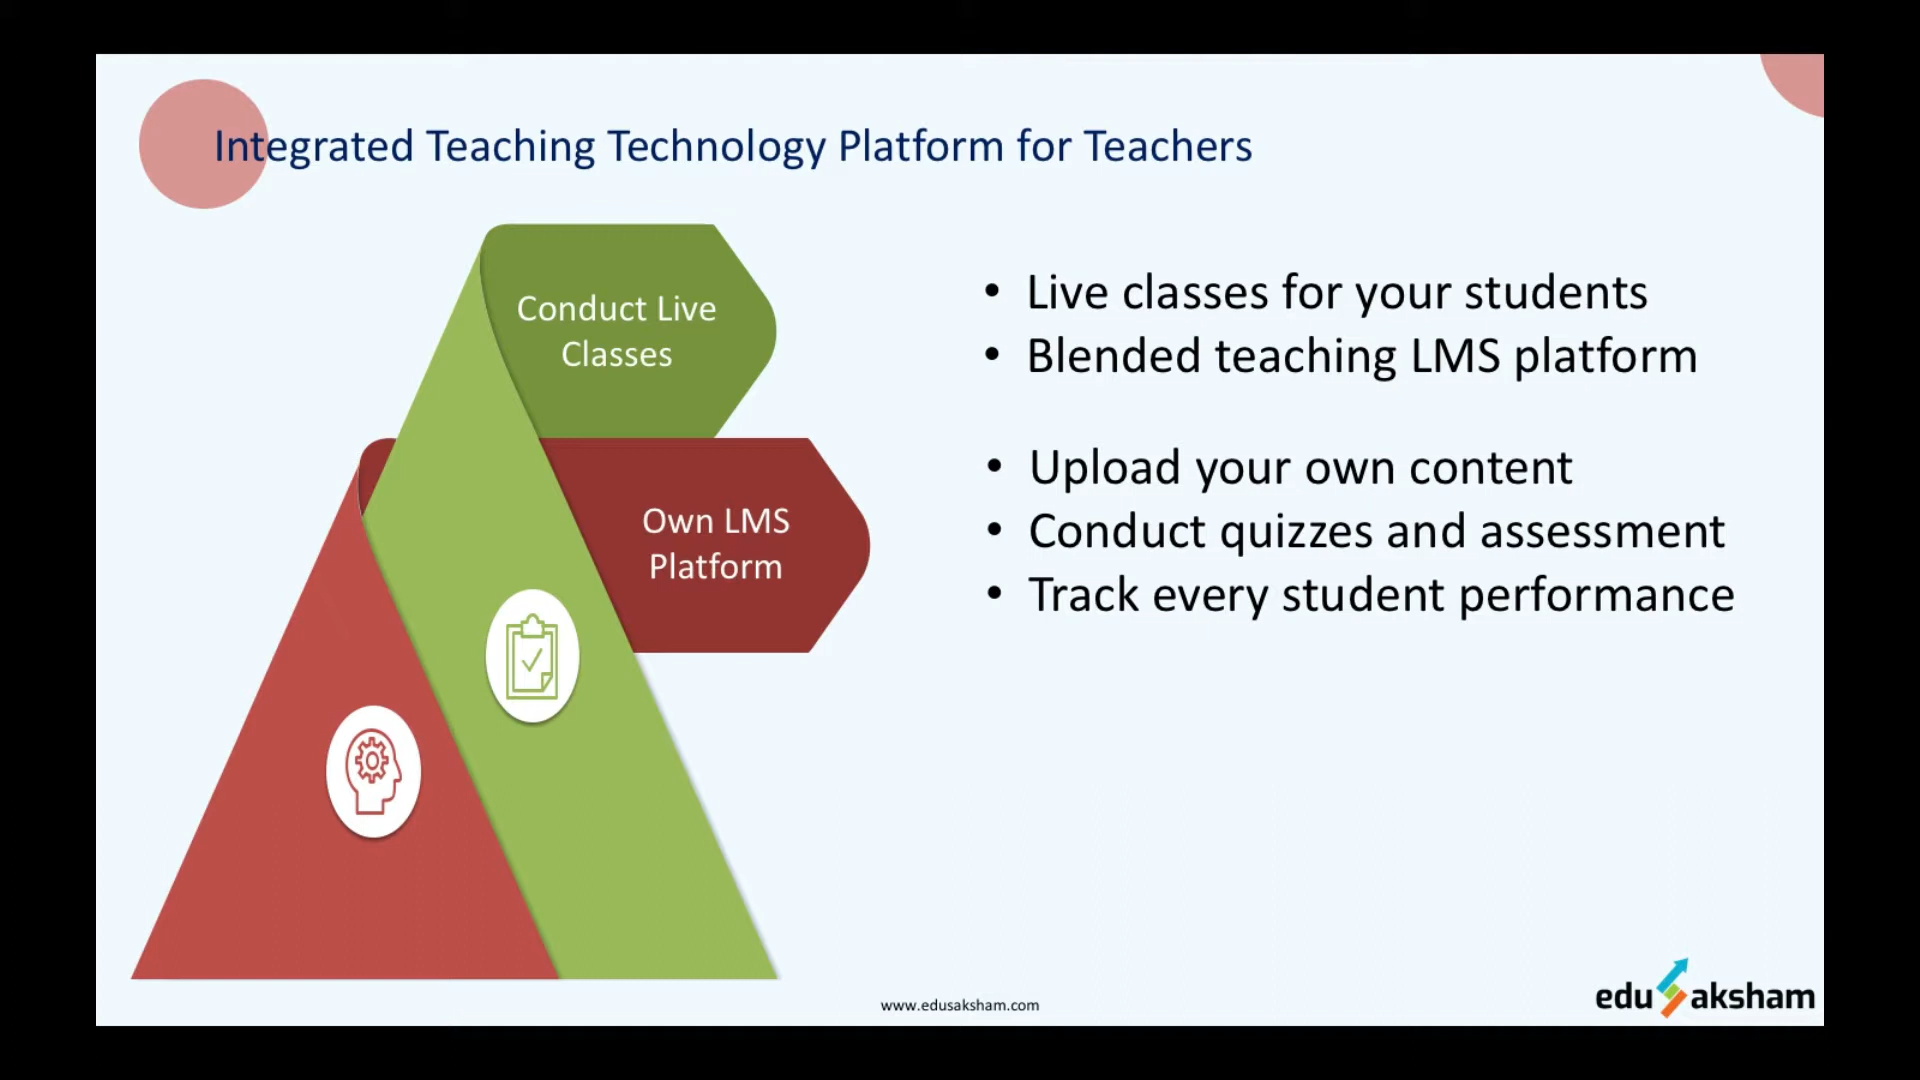 Integrated Teaching Technology Platform for Teachers
Conduct Live
Classes
• Live classes for your students
• Blended teaching LMS platform
Own LMS
Platform
• Upload your own content
• Conduct quizzes and assessment
• Track every student performance
www.edusaksham.com
edu aksham